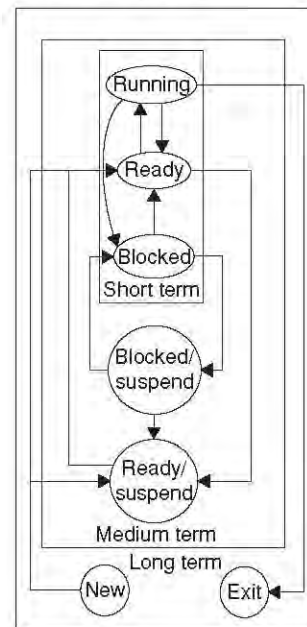 Running
Ready
Blocked
Short term
Blocked/
suspend
Ready/
suspend
Medium term
Long term
New
Exit